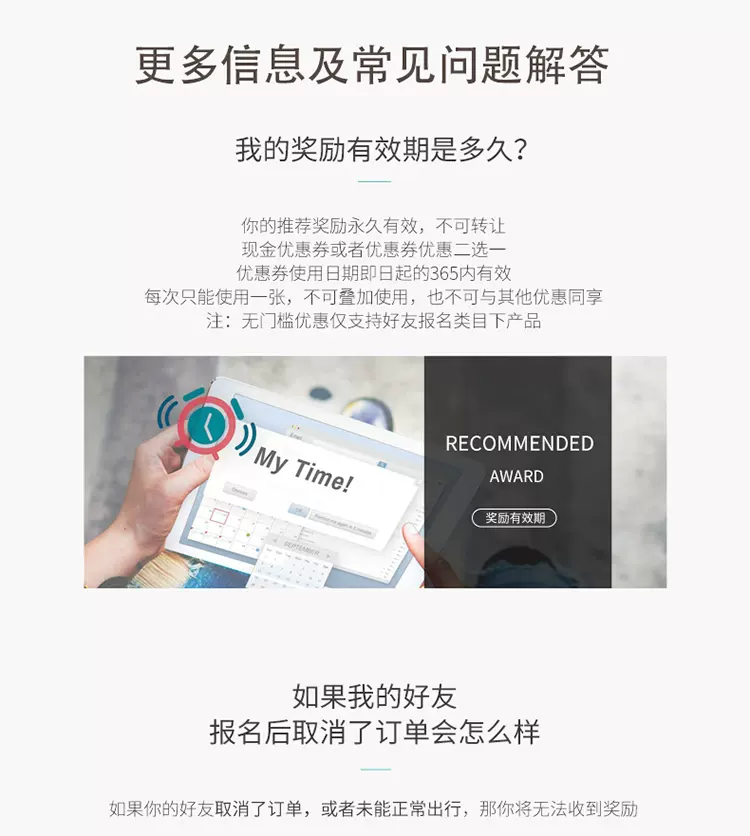 更多信息及常见问题解答
我的奖励有效期是多久?
你的推荐奖励永久有效，不可转让
现金优惠券或者优惠券优惠二选一
优惠券使用日期即日起的365内有效
每次只能使用一张，不可叠加使用，也不可与其他优惠同享
注：无门槛优惠仅支持好友报名类目下产品
My Time!
SEPTEMBER
RECOMMENDED
AWARD
奖励有效期
如果我的好友
报名后取消了订单会怎么样
如果你的好友取消了订单，或者未能正常出行，那你将无法收到奖励